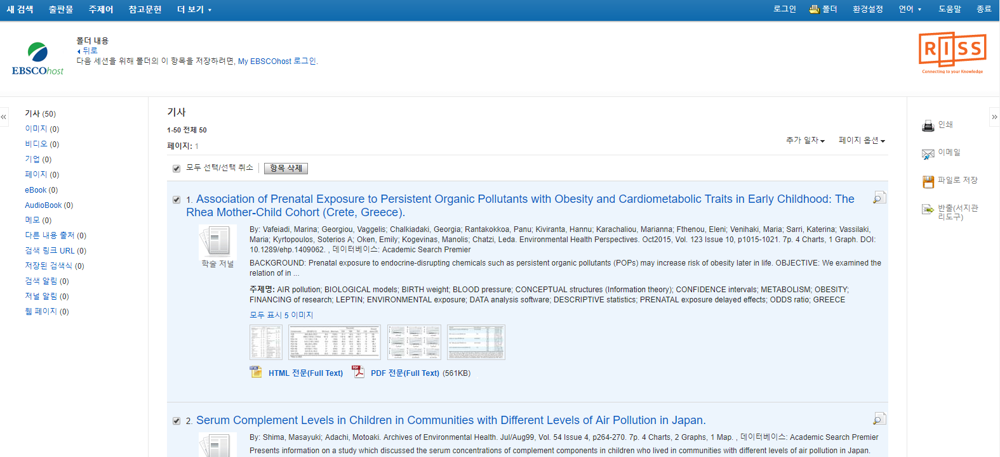 새 검색 출판물 주제어 참고문헌 더 보기
로그인 폴더 환경설정 언어 도움말 종료
EBSCOhost
폴더 내용
뒤로
다음 세션을 위해 폴더의 이 항목을 저장하려면, My EBSCOhost 로그인.
RISS
Connecting to your Knowledge
기사 (50)
이미지 (0)
비디오 (0)
기업 (0)
페이지 (0)
eBook (0)
AudioBook (0)
메모 (0)
다른 내용 출처 (0)
검색 링크 URL (0)
저장된 검색식 (0)
검색 알림 (0)
저널 알림 (0)
웹 페이지 (0)
기사
1-50 전체 50
페이지: 1
추가 일자 페이지 옵션
모두 선택/선택 취소 항목 삭제
1. Association of Prenatal Exposure to Persistent Organic Pollutants with Obesity and Cardiometabolic Traits in Early Childhood: The
Rhea Mother-Child Cohort (Crete, Greece).
학술 저널
By: Vafeiadi, Marina; Georgiou, Vaggelis; Chalkiadaki, Georgia; Rantakokkoa, Panu; Kiviranta, Hannu; Karachaliou, Marianna; Fthenou, Eleni; Venihaki, Maria; Sarri, Katerina; Vassilaki,
Maria; Kyrtopoulos, Soterios A; Oken, Emily; Kogevinas, Manolis; Chatzi, Leda. Environmental Health Perspectives. Oct2015, Vol. 123 Issue 10, p1015-1021. 7p. 4 Charts, 1 Graph. DOI:
10.1289/ehp.1409062. , 데이터베이스: Academic Search Premier
BACKGROUND: Prenatal exposure to endocrine-disrupting chemicals such as persistent organic pollutants (POPs) may increase risk of obesity later in life. OBJECTIVE: We examined the
relation of in ...
주제명: AIR pollution; BIOLOGICAL models; BIRTH weight; BLOOD pressure; CONCEPTUAL structures (Information theory); CONFIDENCE intervals; METABOLISM; OBESITY;
FINANCING of research; LEPTIN; ENVIRONMENTAL exposure; DATA analysis software; DESCRIPTIVE statistics; PRENATAL exposure delayed effects; ODDS ratio; GREECE
모두 표시 5 이미지
HTML 전문(Full Text) PDF 전문(Full Text) (561KB)
2. Serum Complement Levels in Children in Communities with Different Levels of Air Pollution in Japan.
By: Shima, Masayuki; Adachi, Motoaki. Archives of Environmental Health. Jul/Aug99, Vol. 54 Issue 4, p264-270. 7p. 4 Charts, 2 Graphs, 1 Map. , 데이터베이스: Academic Search Premier
Presents information on a study which discussed the serum concentrations of complement components in children who lived in communities with different levels of air pollution in Japan.
인쇄
이메일
파일로 저장
반출(서지관
리도구)